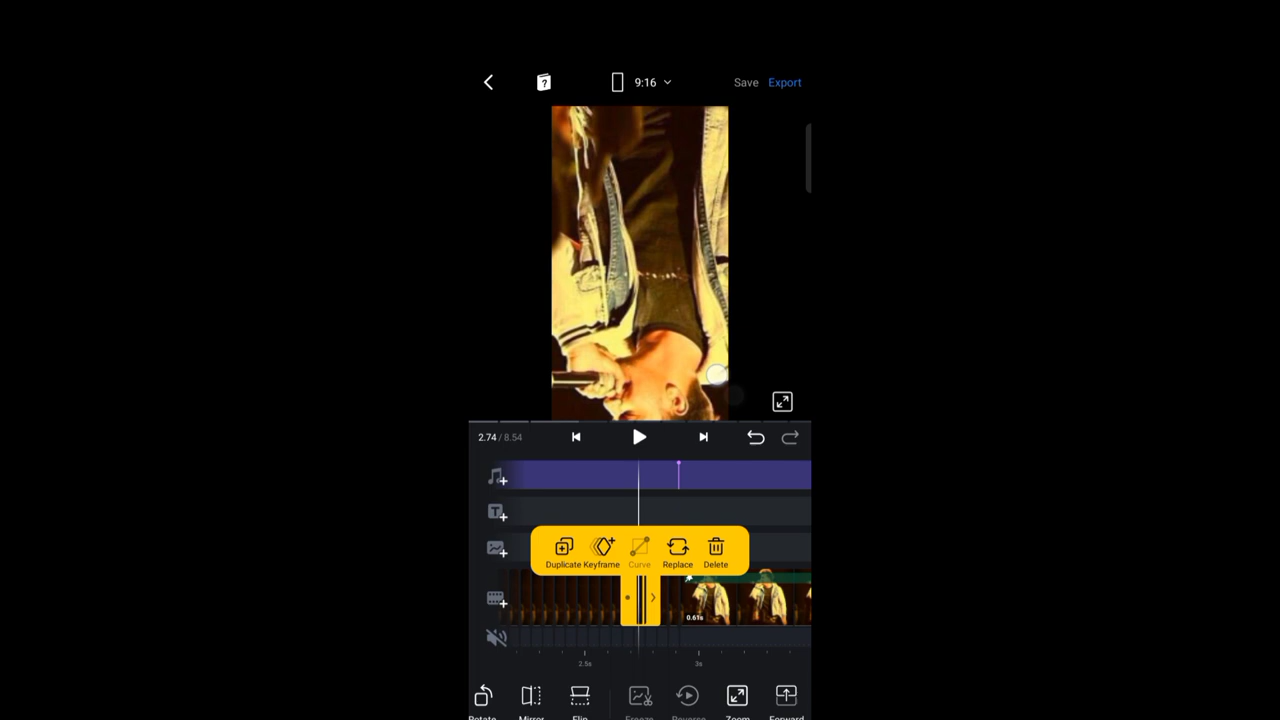 9:16 Save Export
2.74 / 8.54
Duplicate Keyframe Curve Replace Delete
0.61s
2.5s 3s
Rotate Mirror Flip Freeze Reverse Zoom Forward